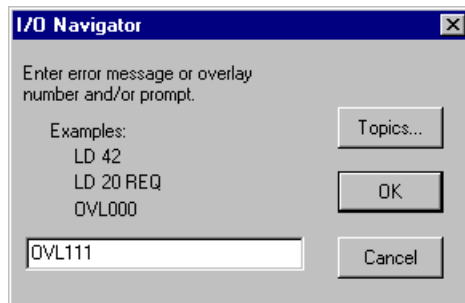 I/O Navigator
Enter error message or overlay
number and/or prompt.
Examples:
LD 42
LD 20 REQ
OVL000
OVL111
Topics...
OK
Cancel